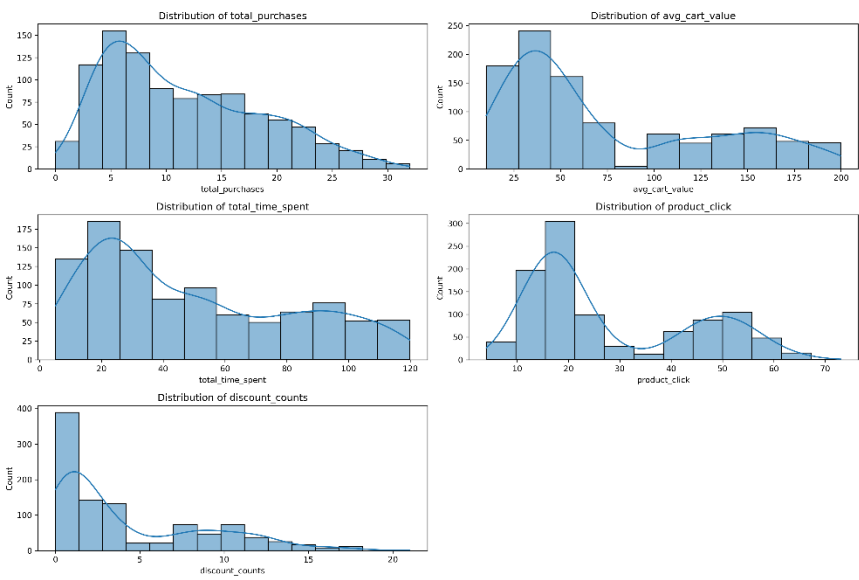 Distribution of total_purchases
Count
150
125
100
75
50
25
0
0 5 10 15 20 25 30
total_purchases
Distribution of avg_cart_value
Count
250
200
150
100
50
0
25 50 75 100 125 150 175 200
avg_cart_value
Distribution of total_time_spent
Count
175
150
125
100
75
50
25
0
0 20 40 60 80 100 120
total_time_spent
Distribution of product_click
Count
300
250
200
150
100
50
0
10 20 30 40 50 60 70
product_click
Distribution of discount_counts
Count
400
300
200
100
0
0 5 10 15 20
discount_counts